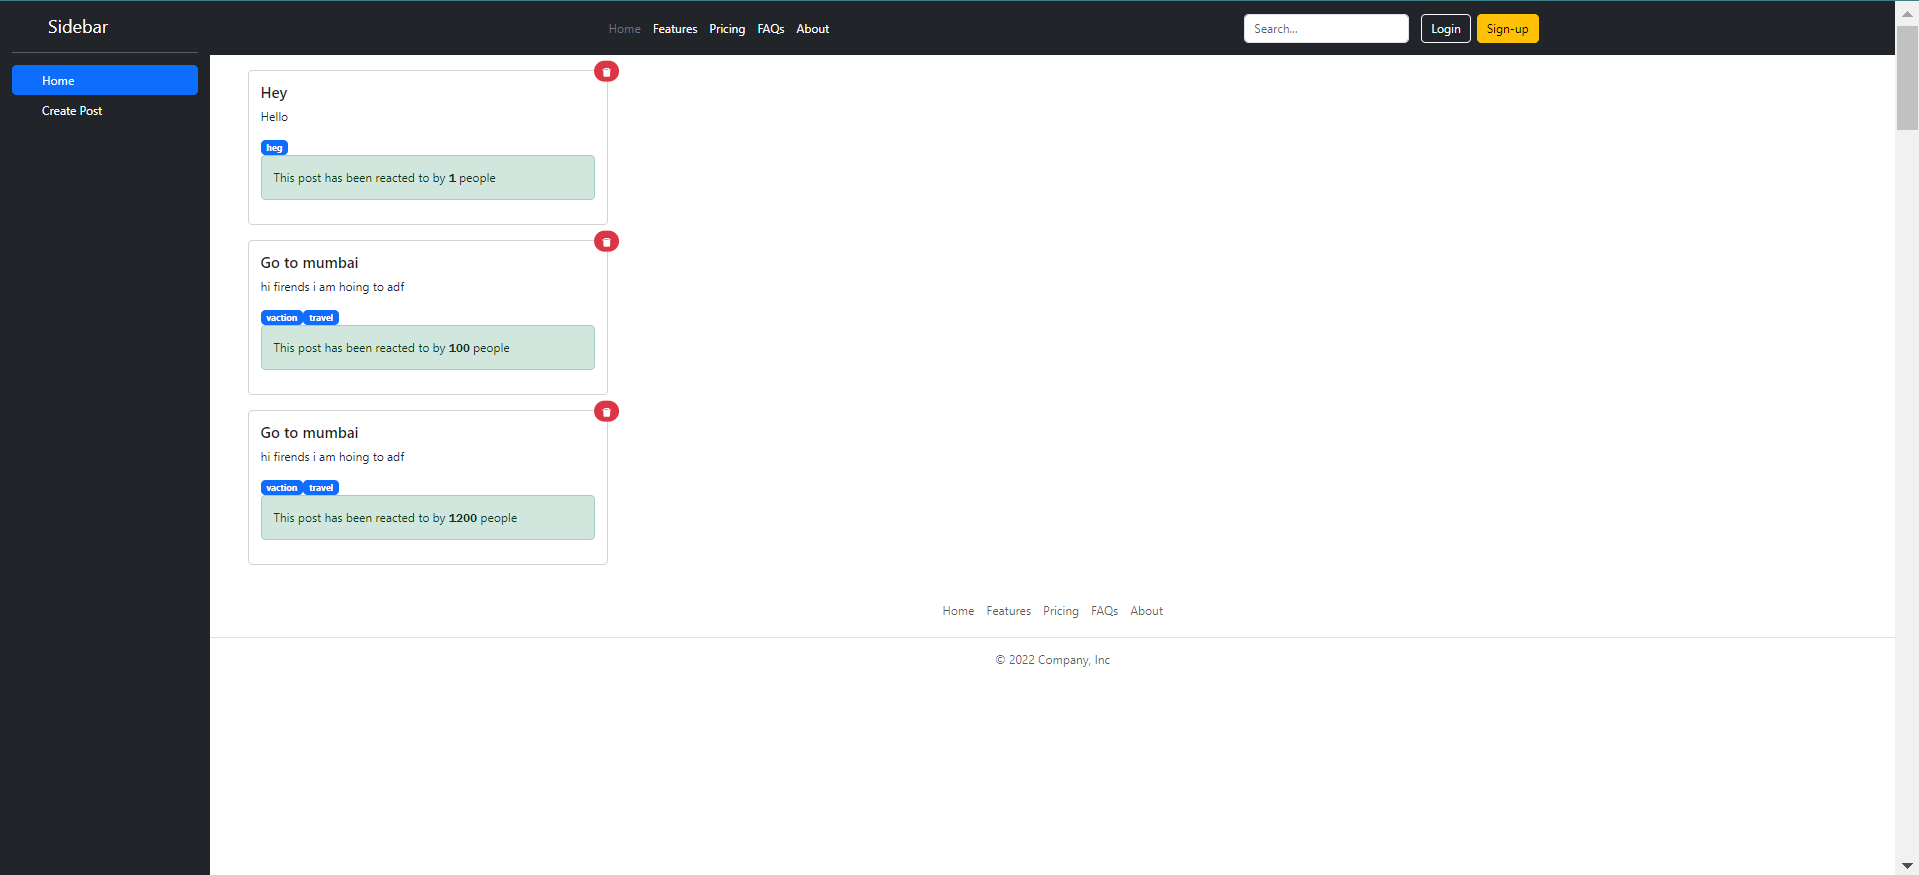 Sidebar
Home
Create Post
Home Features Pricing FAQs About
Search...
Login
Sign-up
Hey
Hello
heg
This post has been reacted to by 1 people
Go to mumbai
hi firends i am hoing to adf
vaction travel
This post has been reacted to by 100 people
Go to mumbai
hi firends i am hoing to adf
vaction travel
This post has been reacted to by 1200 people
Home Features Pricing FAQs About
© 2022 Company, Inc